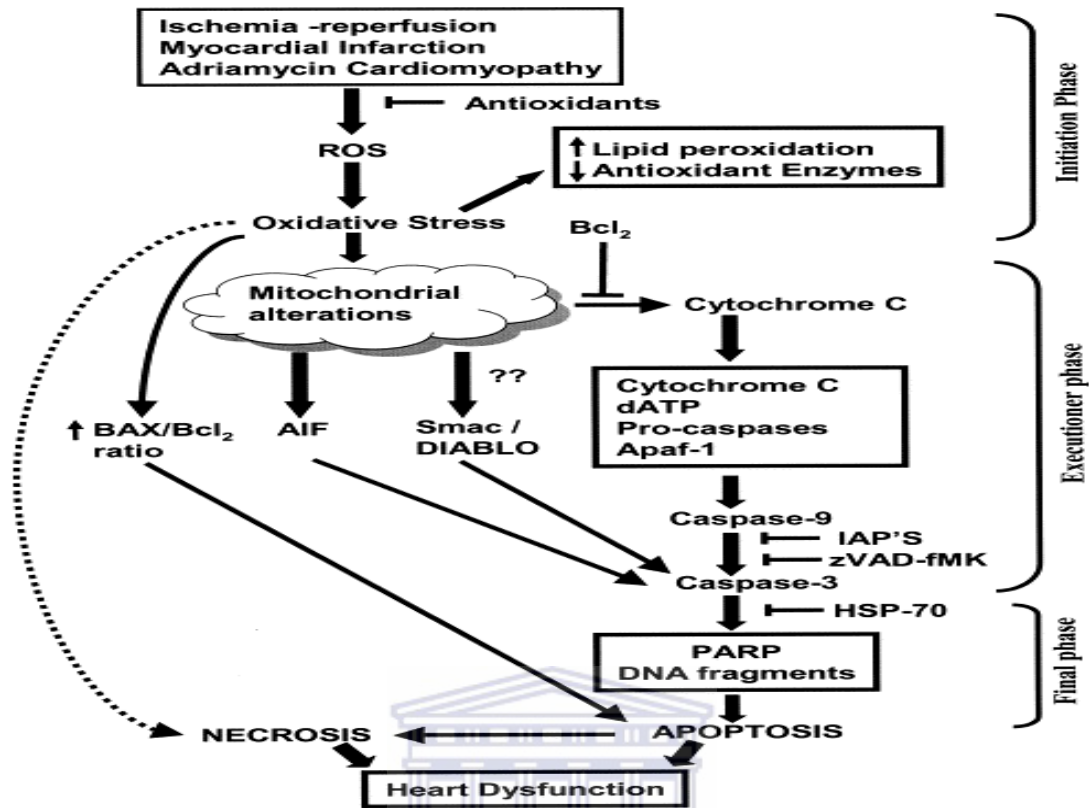 Ischemia -reperfusion
Myocardial Infarction
Adriamycin Cardiomyopathy
Antioxidants
ROS
↑ Lipid peroxidation
↓ Antioxidant Enzymes
Oxidative Stress
Bcl₂
Mitochondrial
alterations
Cytochrome C
??
Cytochrome C
dATP
Pro-caspases
Apaf-1
↑ BAX/Bcl₂
ratio
AIF
Smac /
DIABLO
Caspase-9
IAP'S
zVAD-fMK
Caspase-3
HSP-70
PARP
DNA fragments
NECROSIS
APOPTOSIS
Heart Dysfunction
Initiation Phase
Executioner phase
Final phase